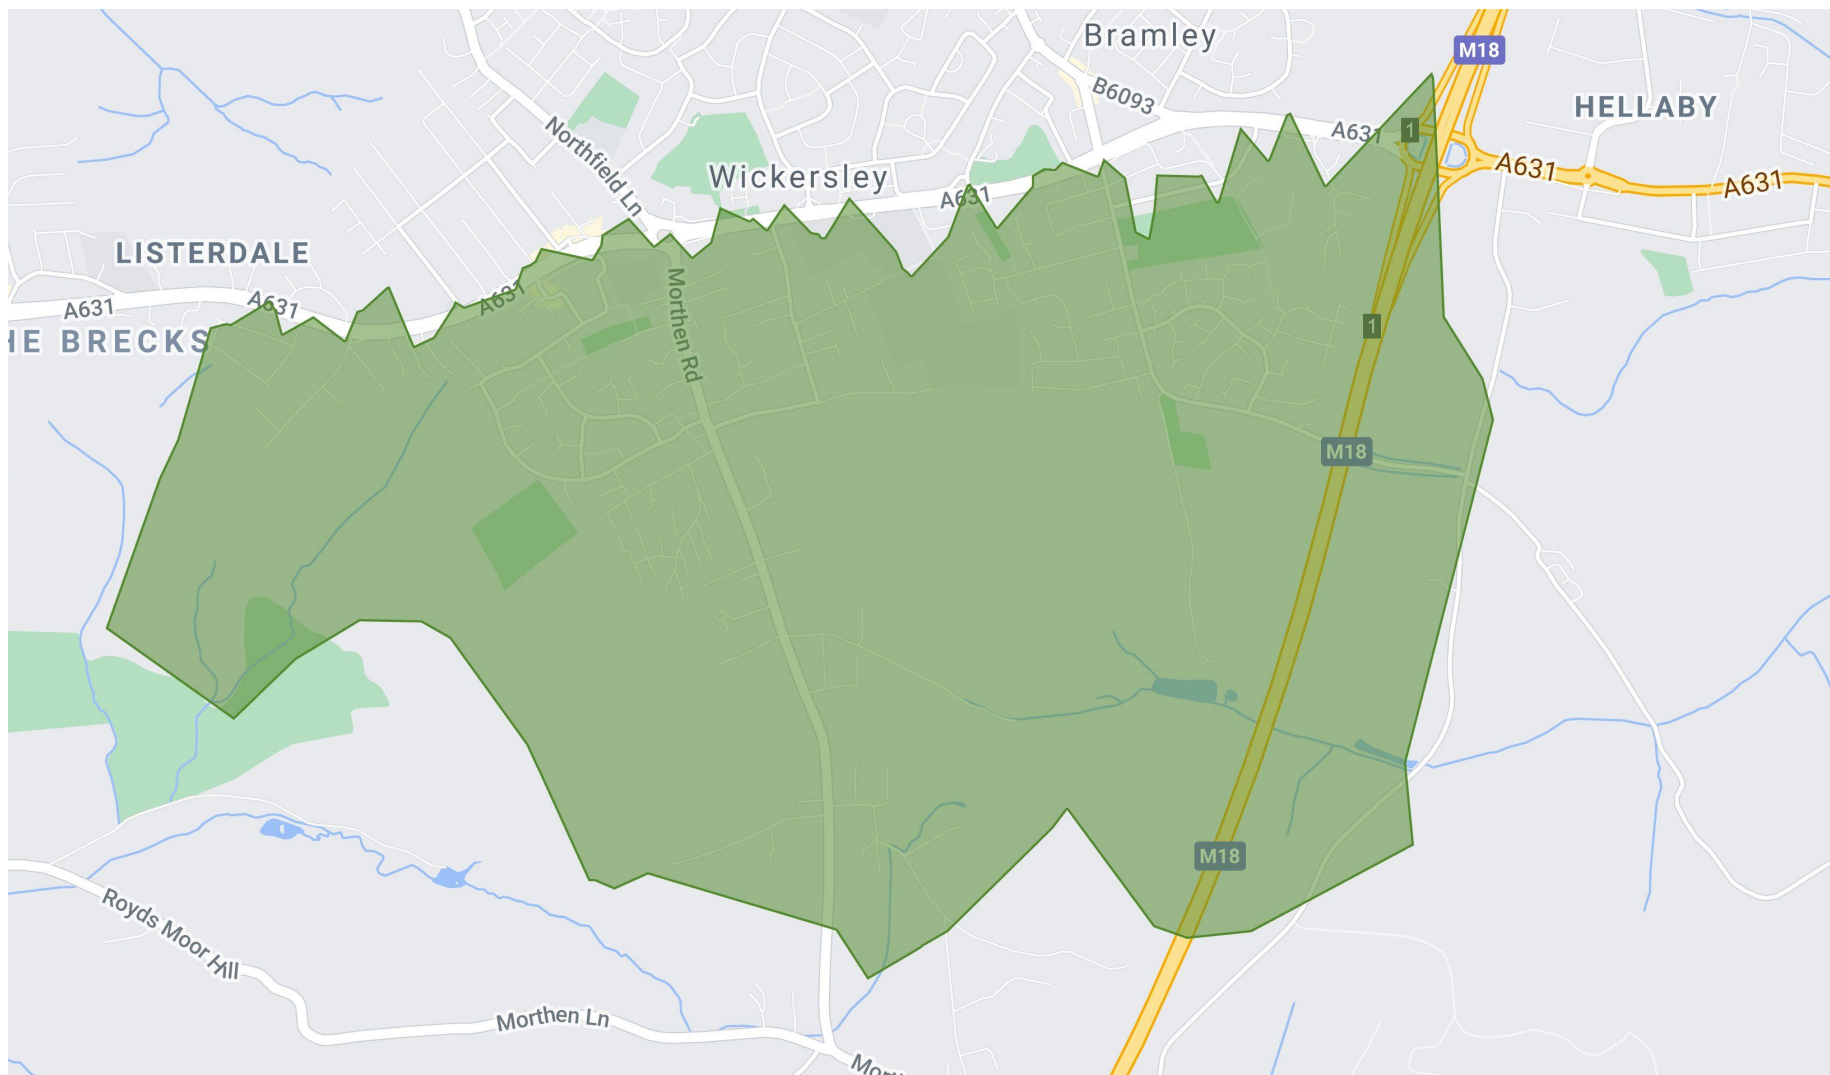 Bramley
M18
B6093
HELLABY
Northfield Ln
A631
1
A631
Wickersley
A631
A631
LISTERDALE
A631
A631
A631
Morthen Rd
1
HE BRECKS
M18
M18
Royds Moor Hill
Morthen Ln